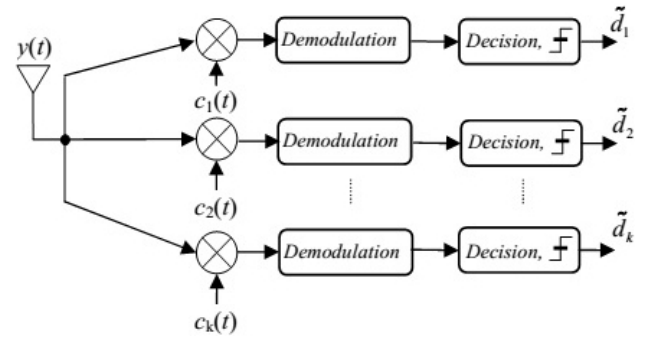 y(t)
Demodulation
Decision,
d̃₁
c₁(t)
Demodulation
Decision,
d̃₂
c₂(t)
Demodulation
Decision,
d̃ₖ
cₖ(t)